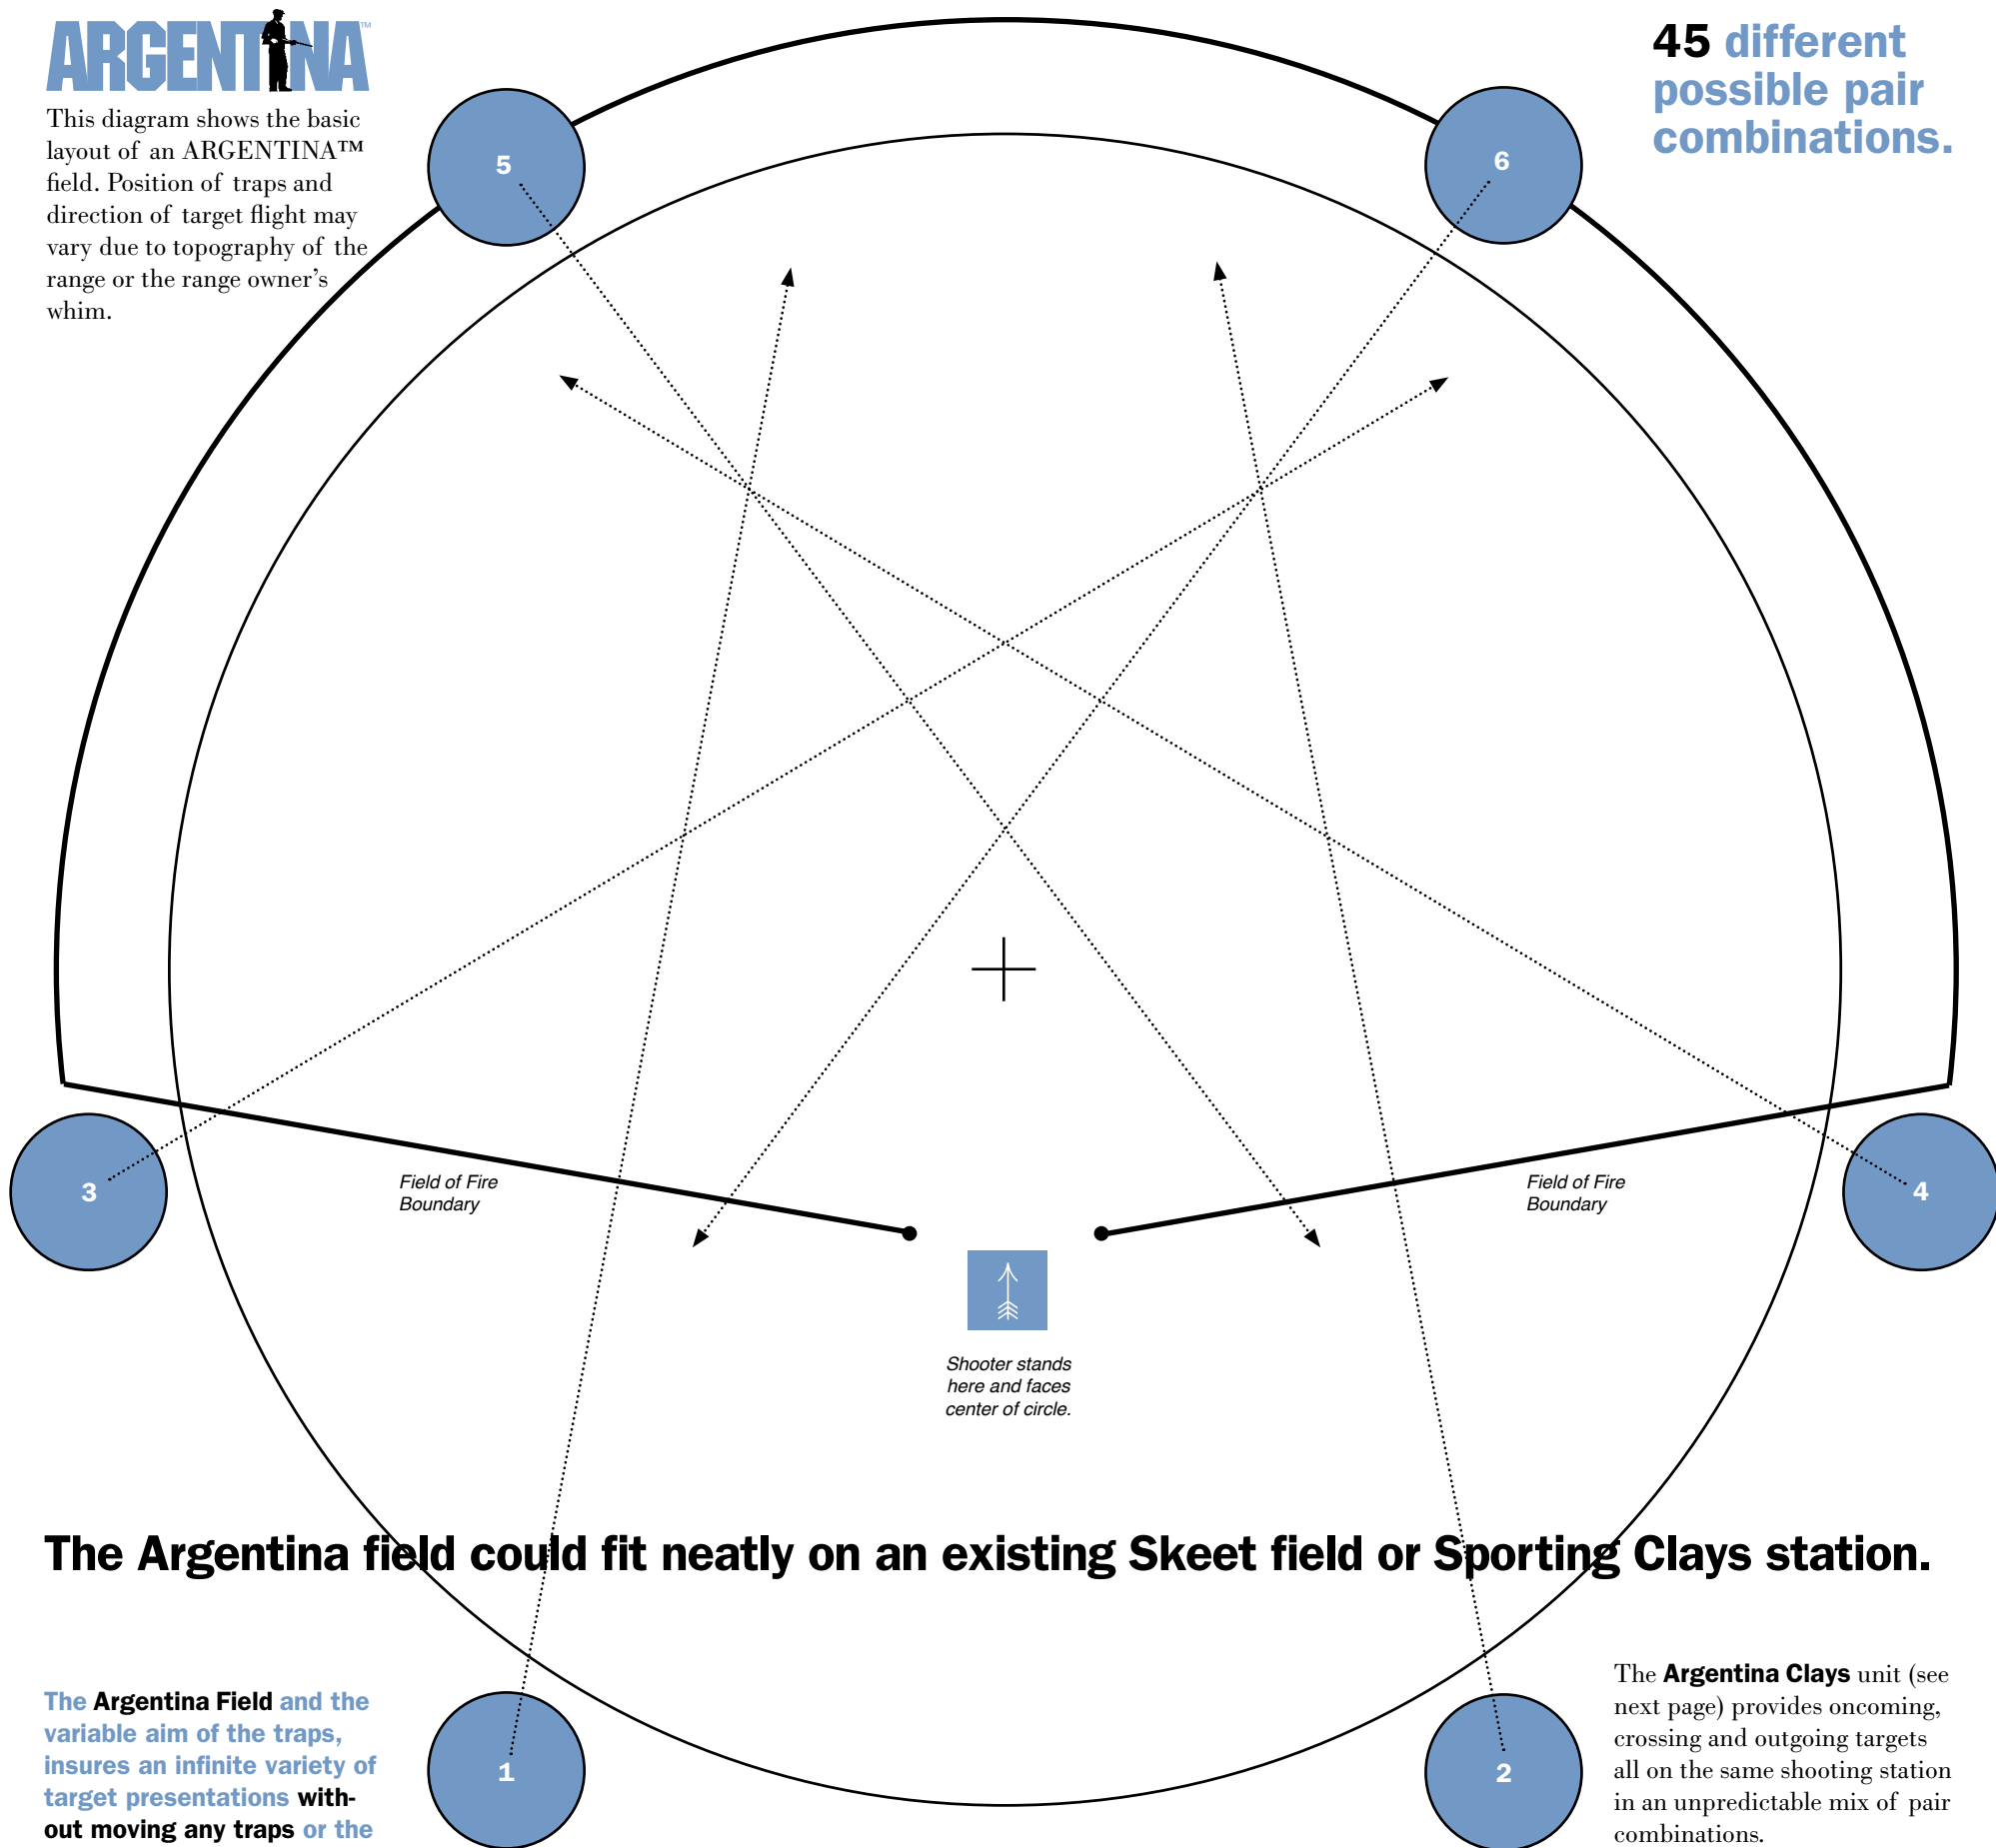 ARGENTINA™
This diagram shows the basic
layout of an ARGENTINA™
field. Position of traps and
direction of target flight may
vary due to topography of the
range or the range owner's
whim.
45 different
possible pair
combinations.
5
6
3
Field of Fire
Boundary
Field of Fire
Boundary
4
Shooter stands
here and faces
center of circle.
The Argentina field could fit neatly on an existing Skeet field or Sporting Clays station.
The Argentina Field and the
variable aim of the traps,
insures an infinite variety of
target presentations with-
out moving any traps or the
1
2
The Argentina Clays unit (see
next page) provides oncoming,
crossing and outgoing targets
all on the same shooting station
in an unpredictable mix of pair
combinations.